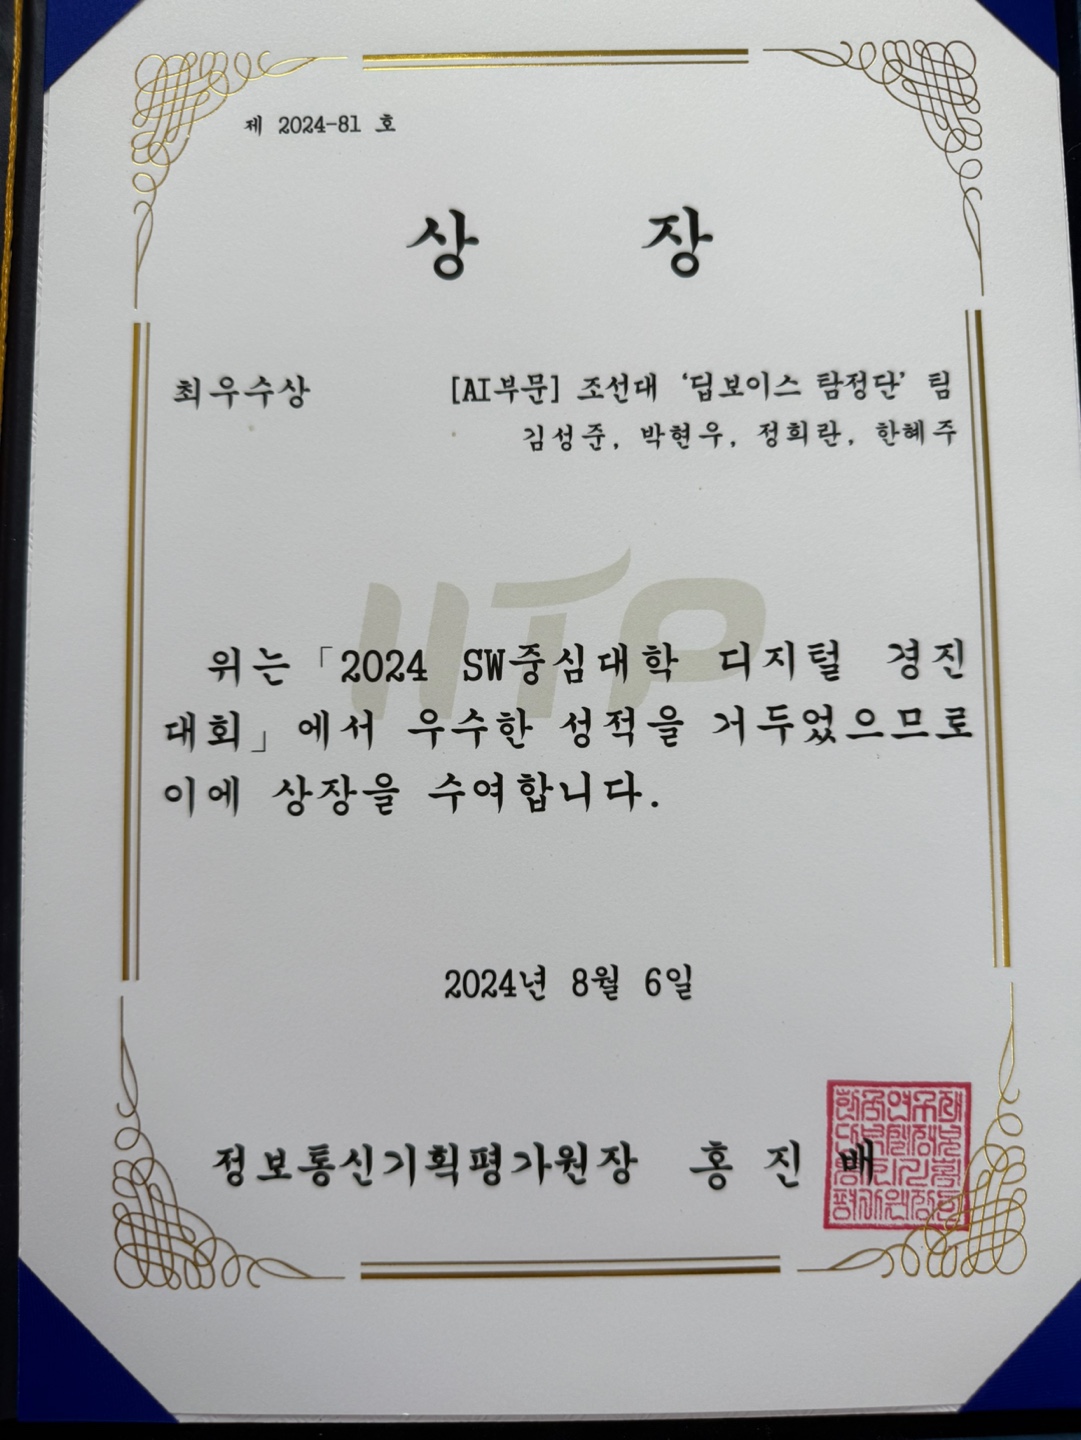 제 2024-81 호
상 장
최우수상 [AI부문] 조선대 ‘딥보이스 탐정단’ 팀
김성준, 박현우, 정희란, 한혜주
IITP
위는「2024 SW중심대학 디지털 경진
대회」에서 우수한 성적을 거두었으므로
이에 상장을 수여합니다.
2024년 8월 6일
정보통신기획평가원장 홍 진 배